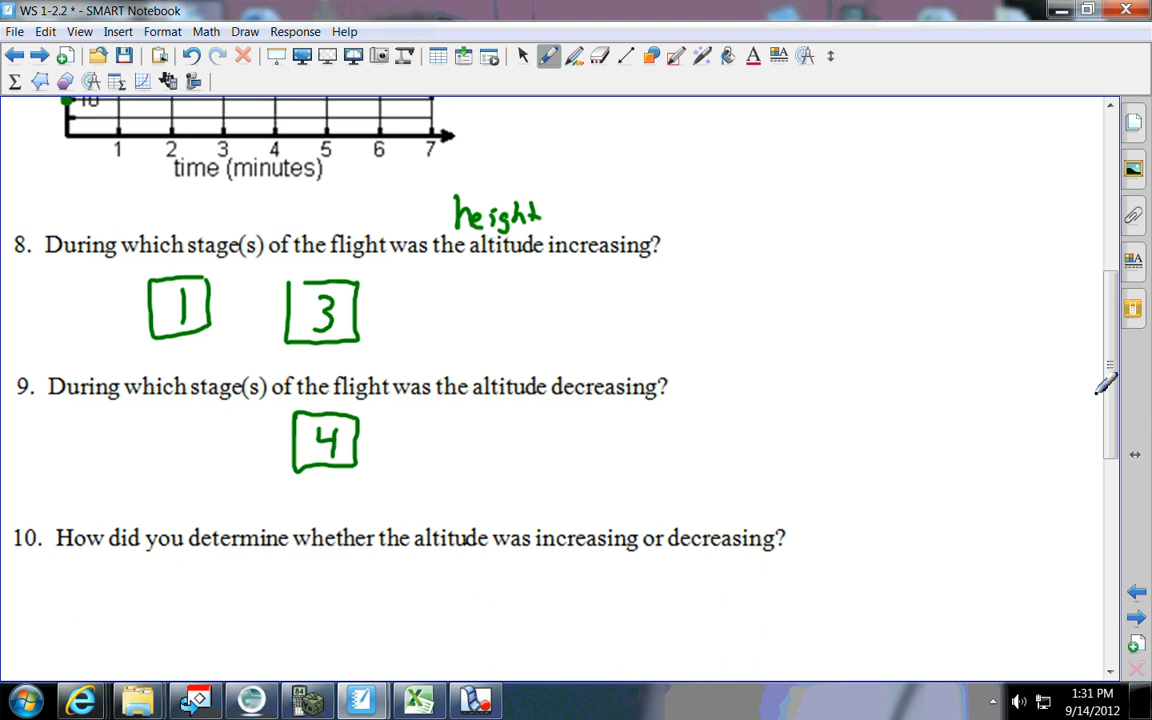 WS 1-2.2 * - SMART Notebook
File Edit View Insert Format Math Draw Response Help
10
1 2 3 4 5 6 7
time (minutes)
height
8. During which stage(s) of the flight was the altitude increasing?
1 3
9. During which stage(s) of the flight was the altitude decreasing?
4
10. How did you determine whether the altitude was increasing or decreasing?
1:31 PM
9/14/2012